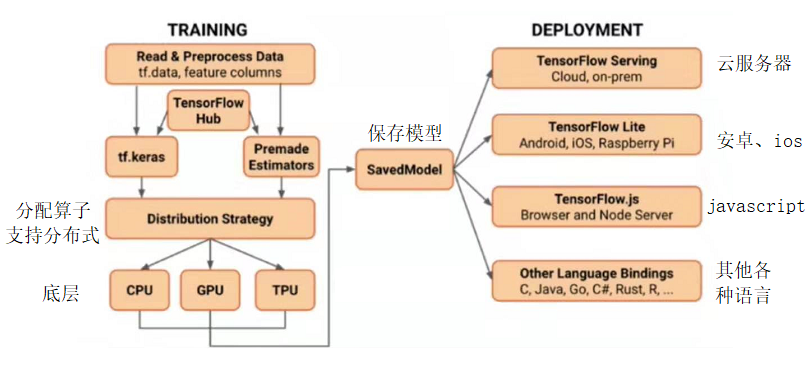 TRAINING
DEPLOYMENT
Read & Preprocess Data
tf.data, feature columns
TensorFlow
Hub
tf.keras
Premade
Estimators
分配算子
支持分布式
Distribution Strategy
底层
CPU
GPU
TPU
保存模型
SavedModel
TensorFlow Serving
Cloud, on-prem
云服务器
TensorFlow Lite
Android, iOS, Raspberry Pi
安卓、ios
TensorFlow.js
Browser and Node Server
javascript
Other Language Bindings
C, Java, Go, C#, Rust, R, ...
其他各
种语言